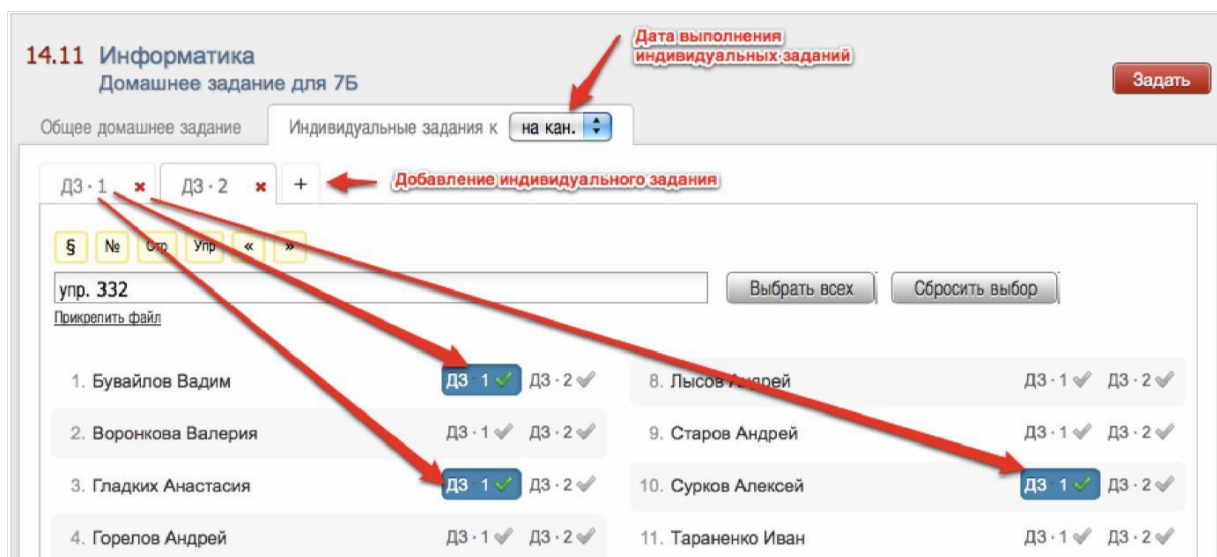 14.11 Информатика
Домашнее задание для 7Б
Дата выполнения
индивидуальных заданий
Задать
Общее домашнее задание
Индивидуальные задания к на кан.
ДЗ · 1 × ДЗ · 2 × +
Добавление индивидуального задания
§ № Стр Упр « »
упр. 332
Выбрать всех Сбросить выбор
Прикрепить файл
1. Бувайлов Вадим ДЗ · 1 ДЗ · 2 8. Лысов Андрей ДЗ · 1 ДЗ · 2
2. Воронкова Валерия ДЗ · 1 ДЗ · 2 9. Старов Андрей ДЗ · 1 ДЗ · 2
3. Гладких Анастасия ДЗ · 1 ДЗ · 2 10. Сурков Алексей ДЗ · 1 ДЗ · 2
4. Горелов Андрей ДЗ · 1 ДЗ · 2 11. Тараненко Иван ДЗ · 1 ДЗ · 2